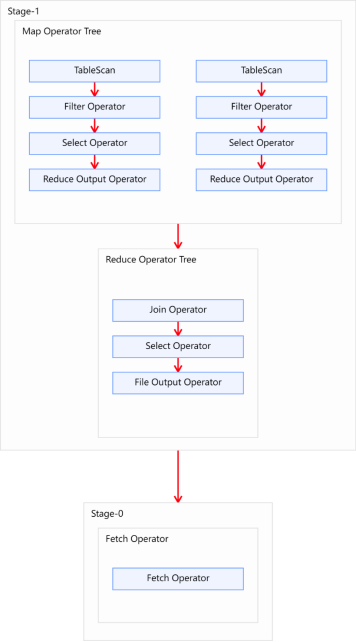 Stage-1
Map Operator Tree
TableScan
TableScan
Filter Operator
Filter Operator
Select Operator
Select Operator
Reduce Output Operator
Reduce Output Operator
Reduce Operator Tree
Join Operator
Select Operator
File Output Operator
Stage-0
Fetch Operator
Fetch Operator